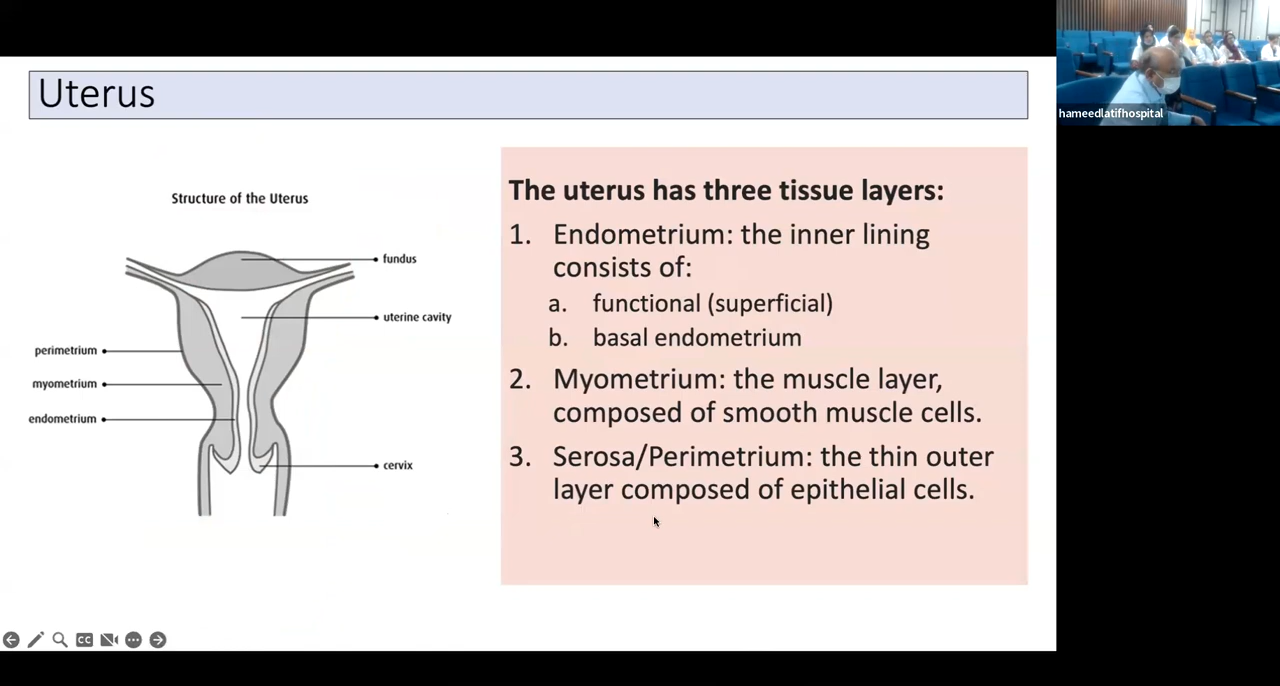 Uterus
hameedlatifhospital
Structure of the Uterus
fundus
uterine cavity
perimetrium
myometrium
endometrium
cervix
The uterus has three tissue layers:
1. Endometrium: the inner lining
consists of:
a. functional (superficial)
b. basal endometrium
2. Myometrium: the muscle layer,
composed of smooth muscle cells.
3. Serosa/Perimetrium: the thin outer
layer composed of epithelial cells.
CC